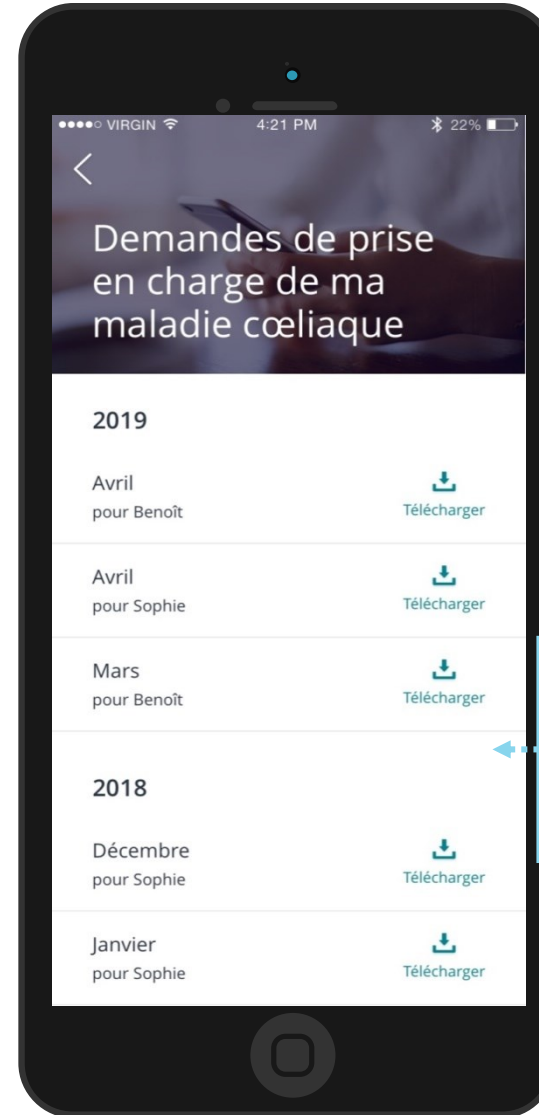 VIRGIN 4:21 PM 22%
Demandes de prise
en charge de ma
maladie cœliaque
2019
Avril
pour Benoît
Télécharger
Avril
pour Sophie
Télécharger
Mars
pour Benoît
Télécharger
2018
Décembre
pour Sophie
Télécharger
Janvier
pour Sophie
Télécharger